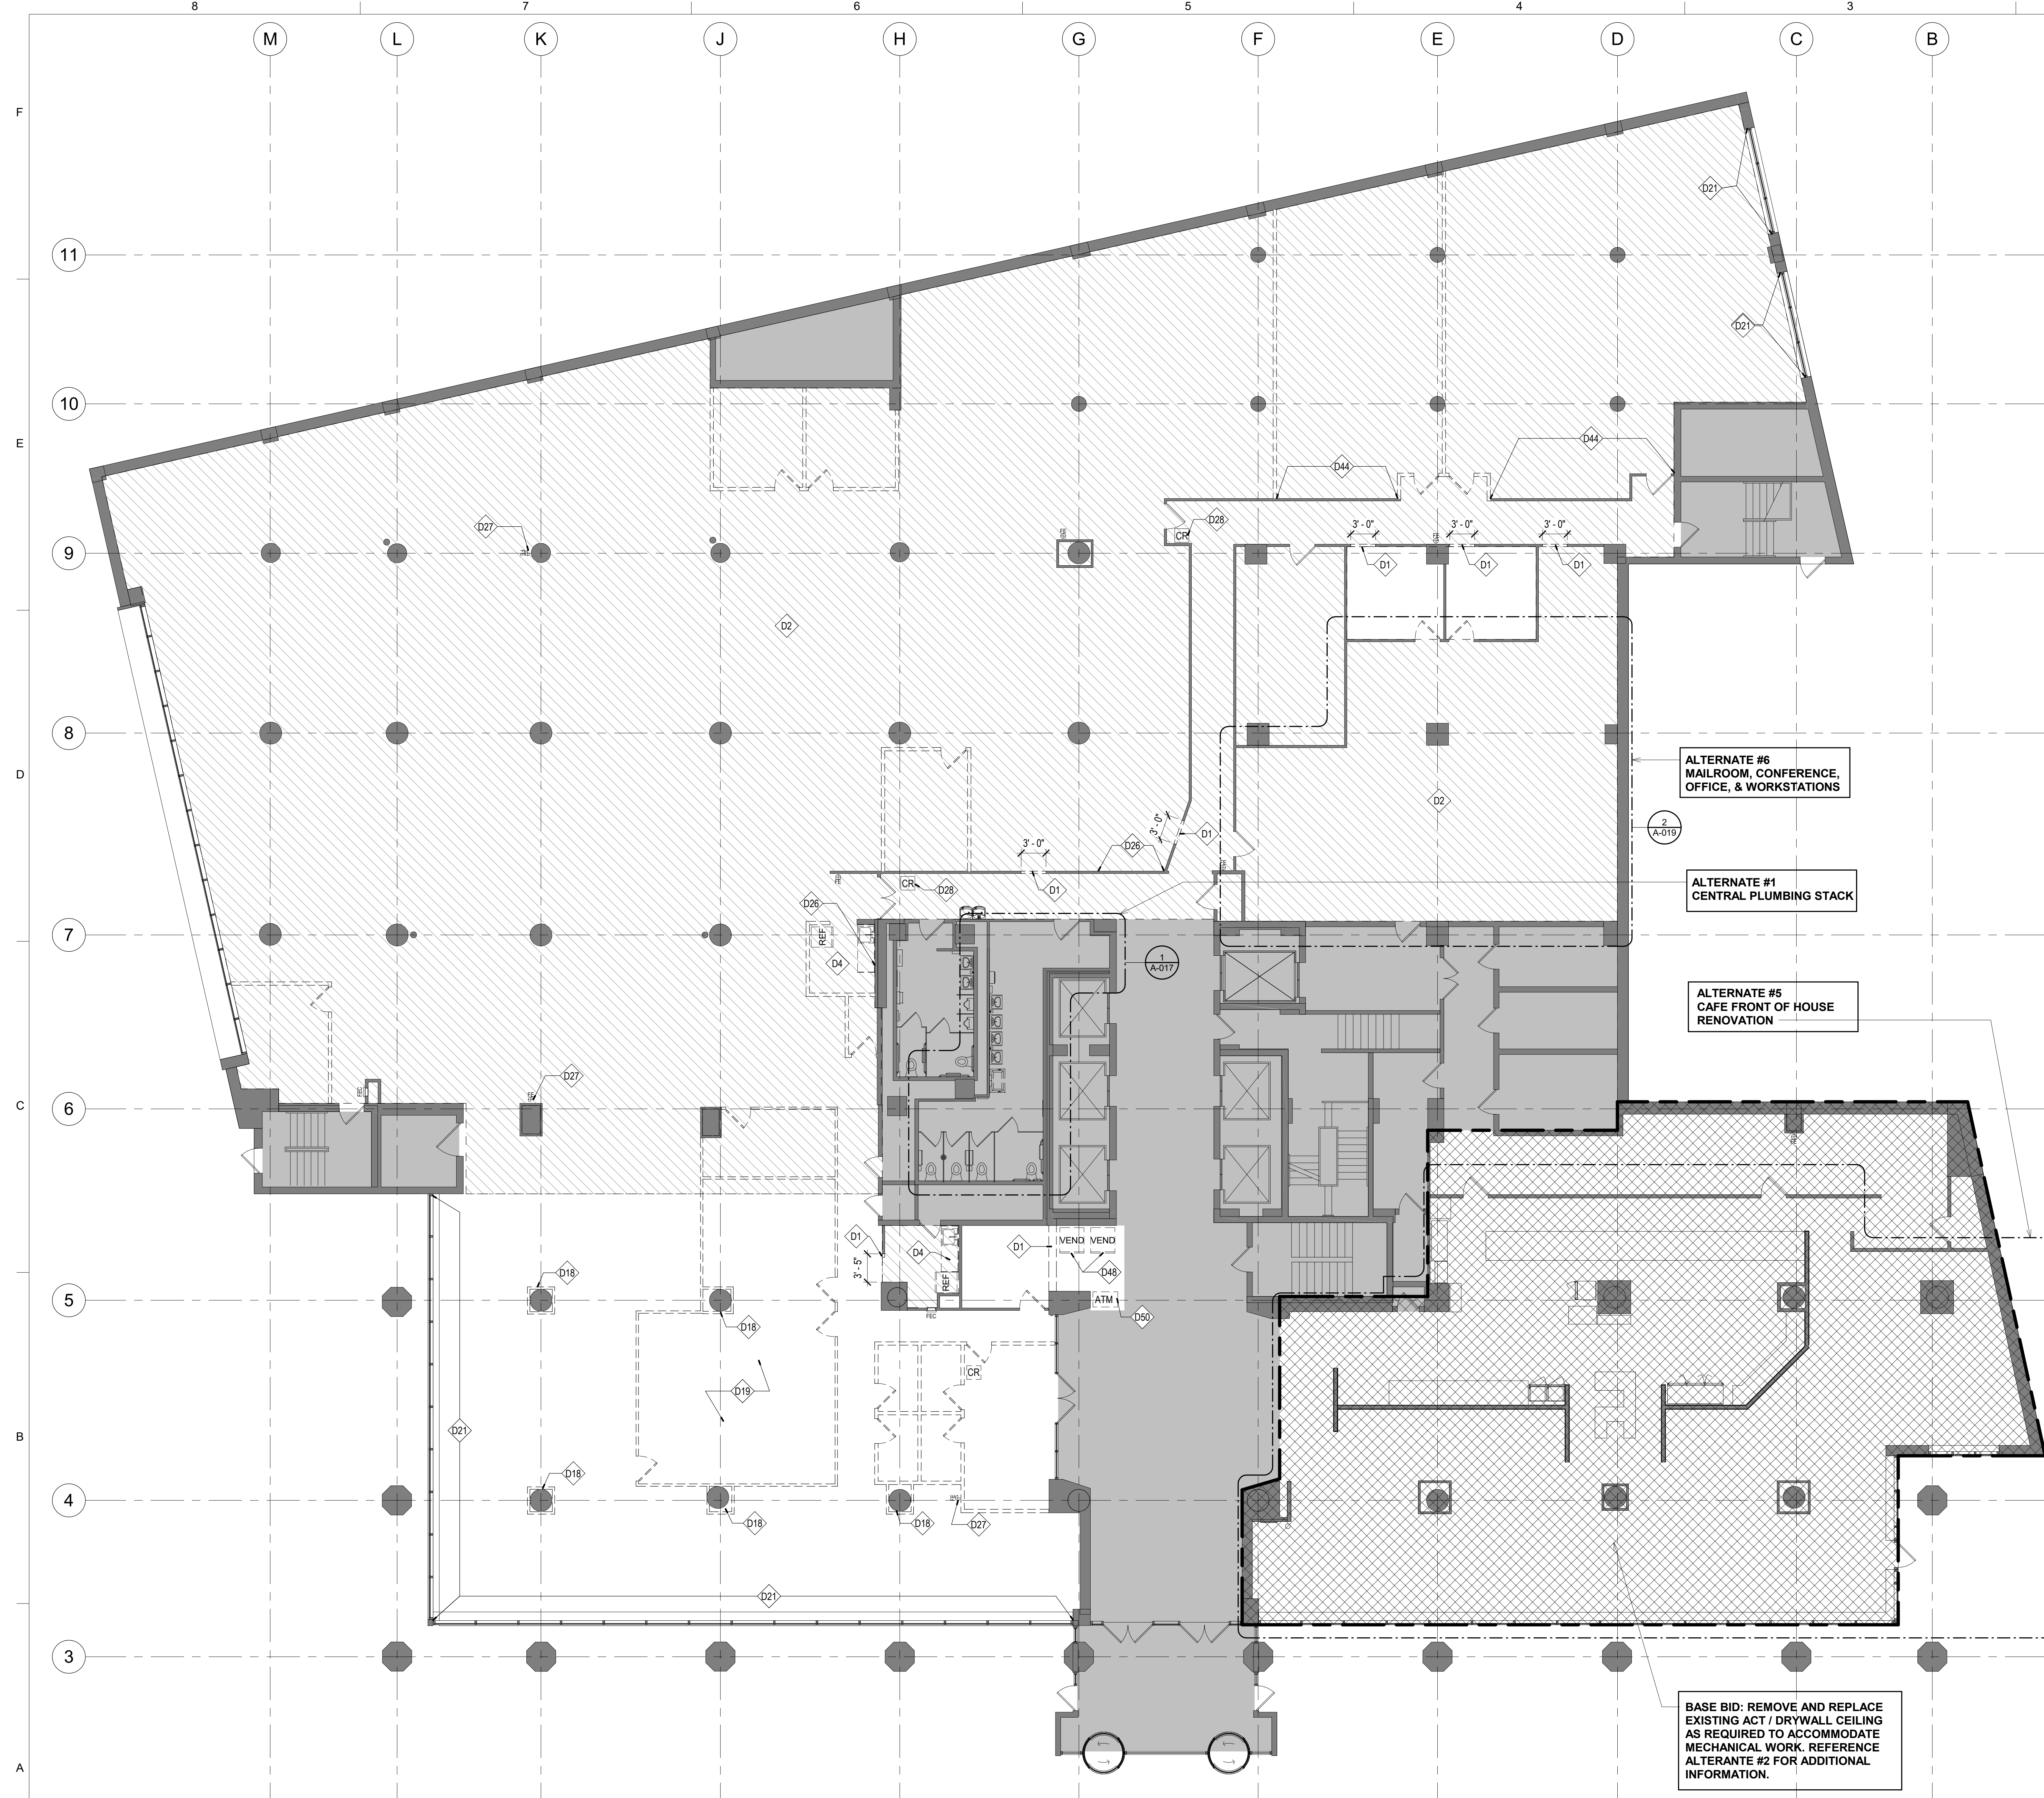 8 7 6 5 4 3
M L K J H G F E D C B
F
D21
11
D21
10
E
D44
D44
D27
D28
CR
3' - 0"
3' - 0"
3' - 0"
9
D1
D1
D1
D2
8
ALTERNATE #6
MAILROOM, CONFERENCE,
OFFICE, & WORKSTATIONS
D
D2
2
A-019
3' - 0"
D1
3' - 0"
D26
D1
CR
D28
ALTERNATE #1
CENTRAL PLUMBING STACK
D26
7
REF
D4
1
A-017
ALTERNATE #5
CAFE FRONT OF HOUSE
RENOVATION
D27
FEC
C
6
D1
D4
D1
VEND
VEND
3' - 5"
D48
D18
REF
5
ATM
D50
FEC
D18
CR
D19
D21
B
D18
4
D18
D18
D27
D21
3
BASE BID: REMOVE AND REPLACE
EXISTING ACT / DRYWALL CEILING
AS REQUIRED TO ACCOMMODATE
MECHANICAL WORK. REFERENCE
ALTERANTE #2 FOR ADDITIONAL
INFORMATION.
A